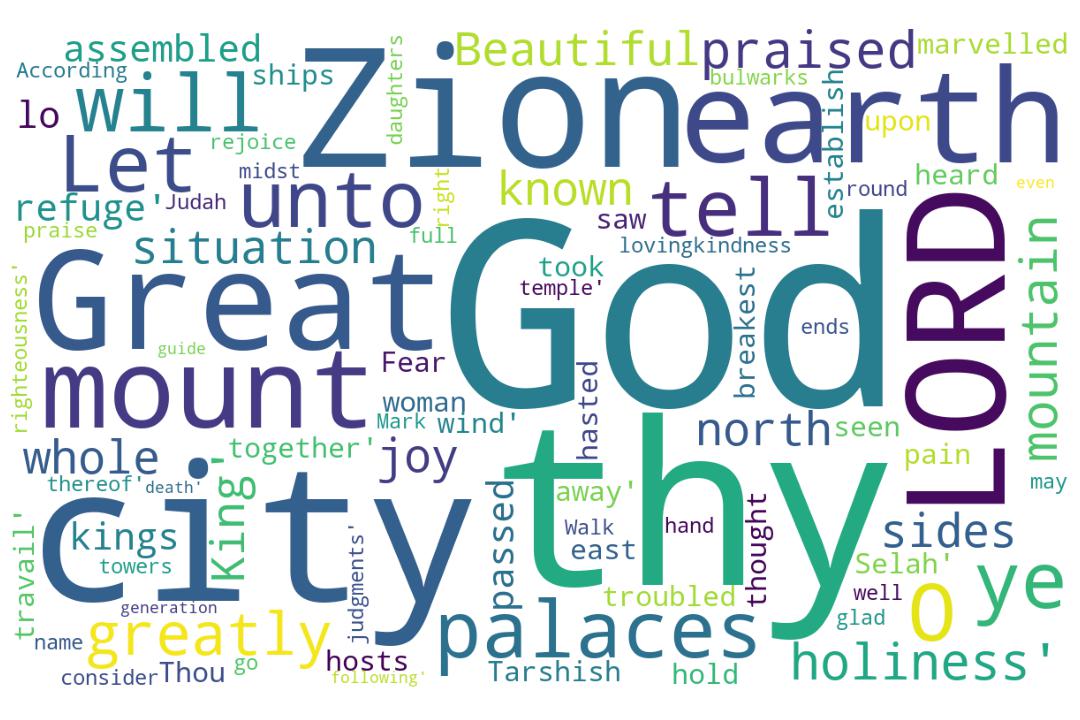 assembled
Beautiful
praised
marvelled
According
will
ships
Zion
daughters
bulwarks
earth
lo
Let
rejoice
establish
upon
midst
unto
known
tell
round
heard
even
refuge'
Judah
right
saw
praise
situation
full
lovingkindness
LORD
mountain
righteousness'
Great
God
took
temple'
breakest
ends
guide
mount
Fear
hasted
woman
Mark
wind'
north
seen
whole
together'
joy
pain
thereof'
death'
King'
city
thy
may
travail'
kings
towers
judgments'
passed
away'
Walk
east
hand
thought
sides
Selah'
ye
generation
troubled
well
O
name
greatly
palaces
glad
consider
Thou
go
hosts
following'
Tarshish
hold
holiness'